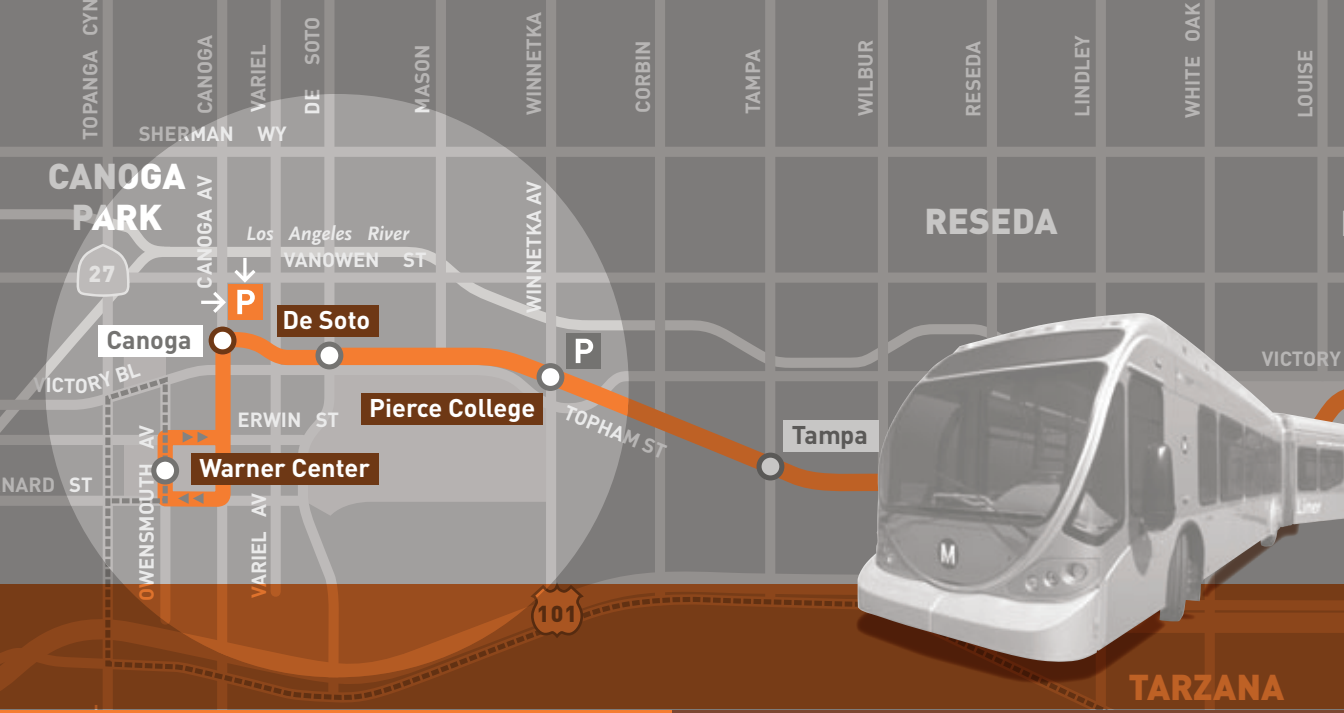 TOPANGA CYN
CANOGA
VARIEL
DE SOTO
MASON
WINNETKA
CORBIN
TAMPA
WILBUR
RESEDA
LINDLEY
WHITE OAK
LOUISE
SHERMAN WY
CANOGA
PARK
CANOGA AV
WINNETKA AV
RESEDA
Los Angeles River
VANOWEN ST
27
P
De Soto
Canoga
P
VICTORY
VICTORY BL
Pierce College
ERWIN ST
TOPHAM ST
Tampa
OWENSMOUTH AV
Warner Center
NARD ST
VARIEL AV
M
Liner
101
TARZANA